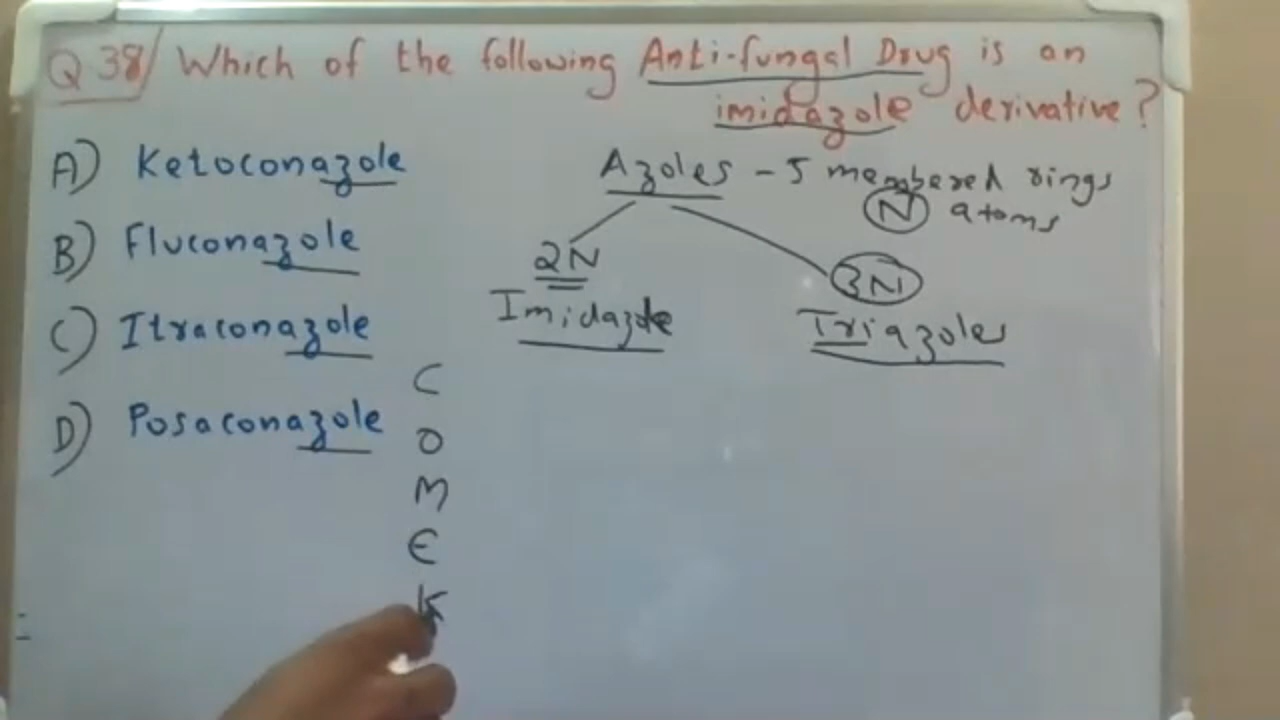 Q 38/ Which of the following Anti-fungal Drug is an
imidazole derivative?
A) Ketoconazole
B) Fluconazole
C) Itraconazole
D) Posaconazole
Azoles - 5 membered rings
N atoms
2N
Imidazole
3N
Triazoles
C
O
M
E
K